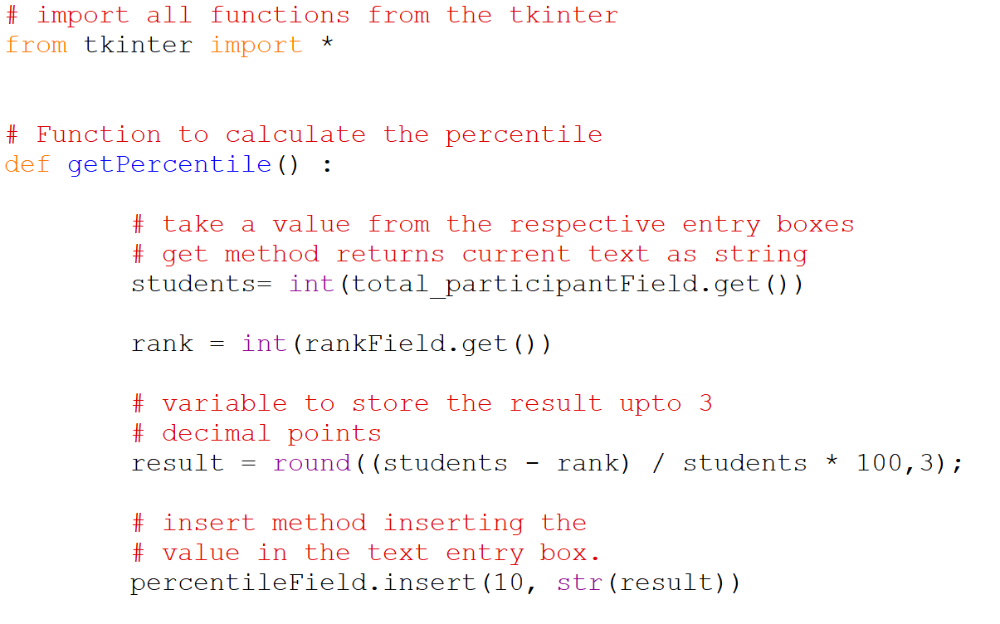 # import all functions from the tkinter
from tkinter import *
# Function to calculate the percentile
def getPercentile() :
# take a value from the respective entry boxes
# get method returns current text as string
students= int(total_participantField.get())
rank = int(rankField.get())
# variable to store the result upto 3
# decimal points
result = round((students - rank) / students * 100,3);
# insert method inserting the
# value in the text entry box.
percentileField.insert(10, str(result))